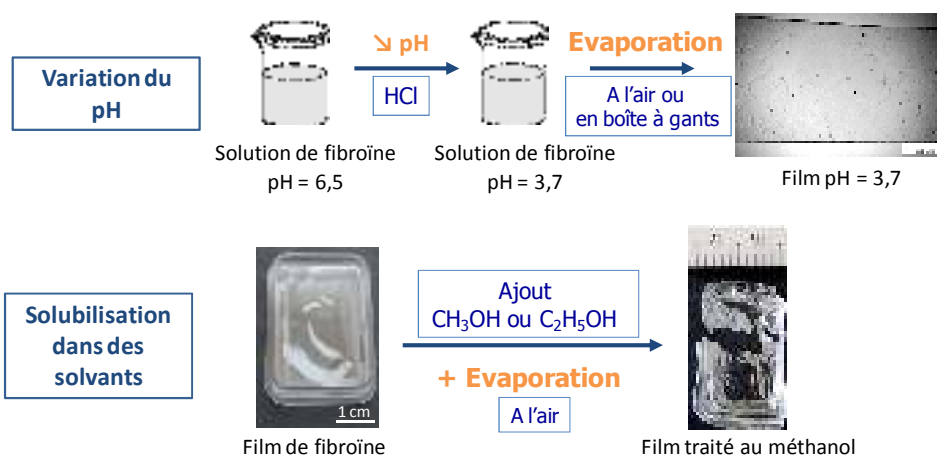 Variation du
pH
↘ pH
HCl
Evaporation
A l’air ou
en boîte à gants
Solution de fibroïne
pH = 6,5
Solution de fibroïne
pH = 3,7
Film pH = 3,7
Solubilisation
dans des
solvants
1 cm
Ajout
CH₃OH ou C₂H₅OH
+ Evaporation
A l’air
Film de fibroïne
Film traité au méthanol